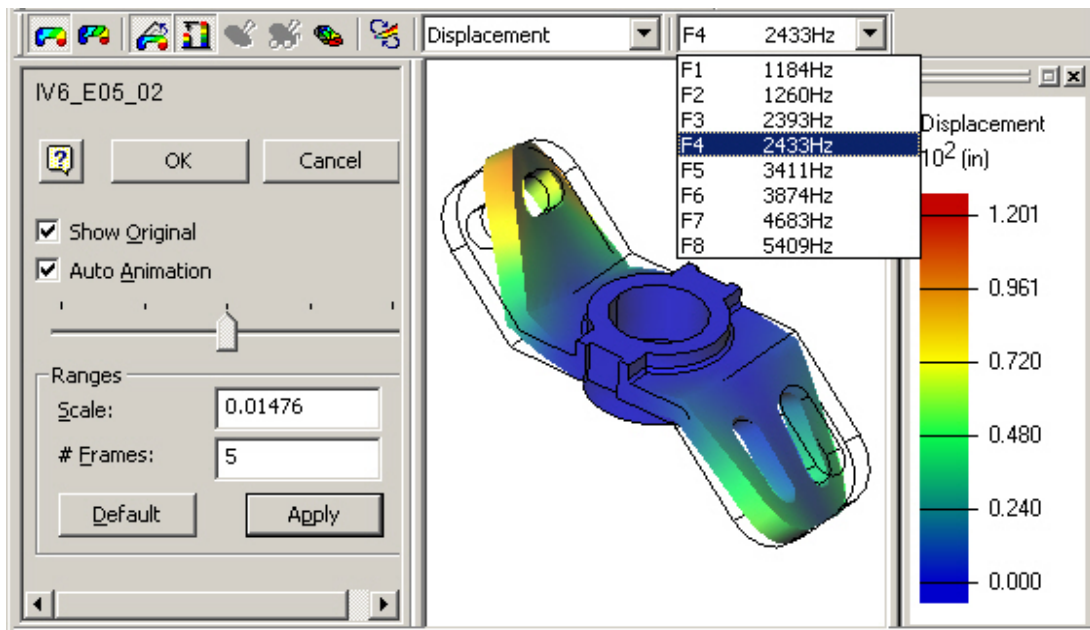 Displacement
F4 2433Hz
F1 1184Hz
F2 1260Hz
F3 2393Hz
F4 2433Hz
F5 3411Hz
F6 3874Hz
F7 4683Hz
F8 5409Hz
IV6_E05_02
?
OK
Cancel
Show Original
Auto Animation
Ranges
Scale:
0.01476
# Frames:
5
Default
Apply
Displacement
10² (in)
1.201
0.961
0.720
0.480
0.240
0.000